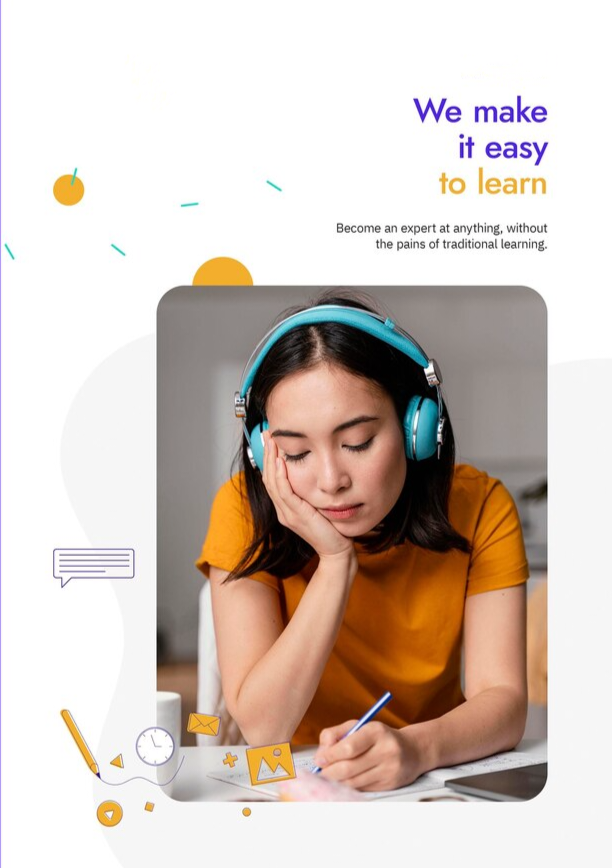 We make
it easy
to learn
Become an expert at anything, without
the pains of traditional learning.